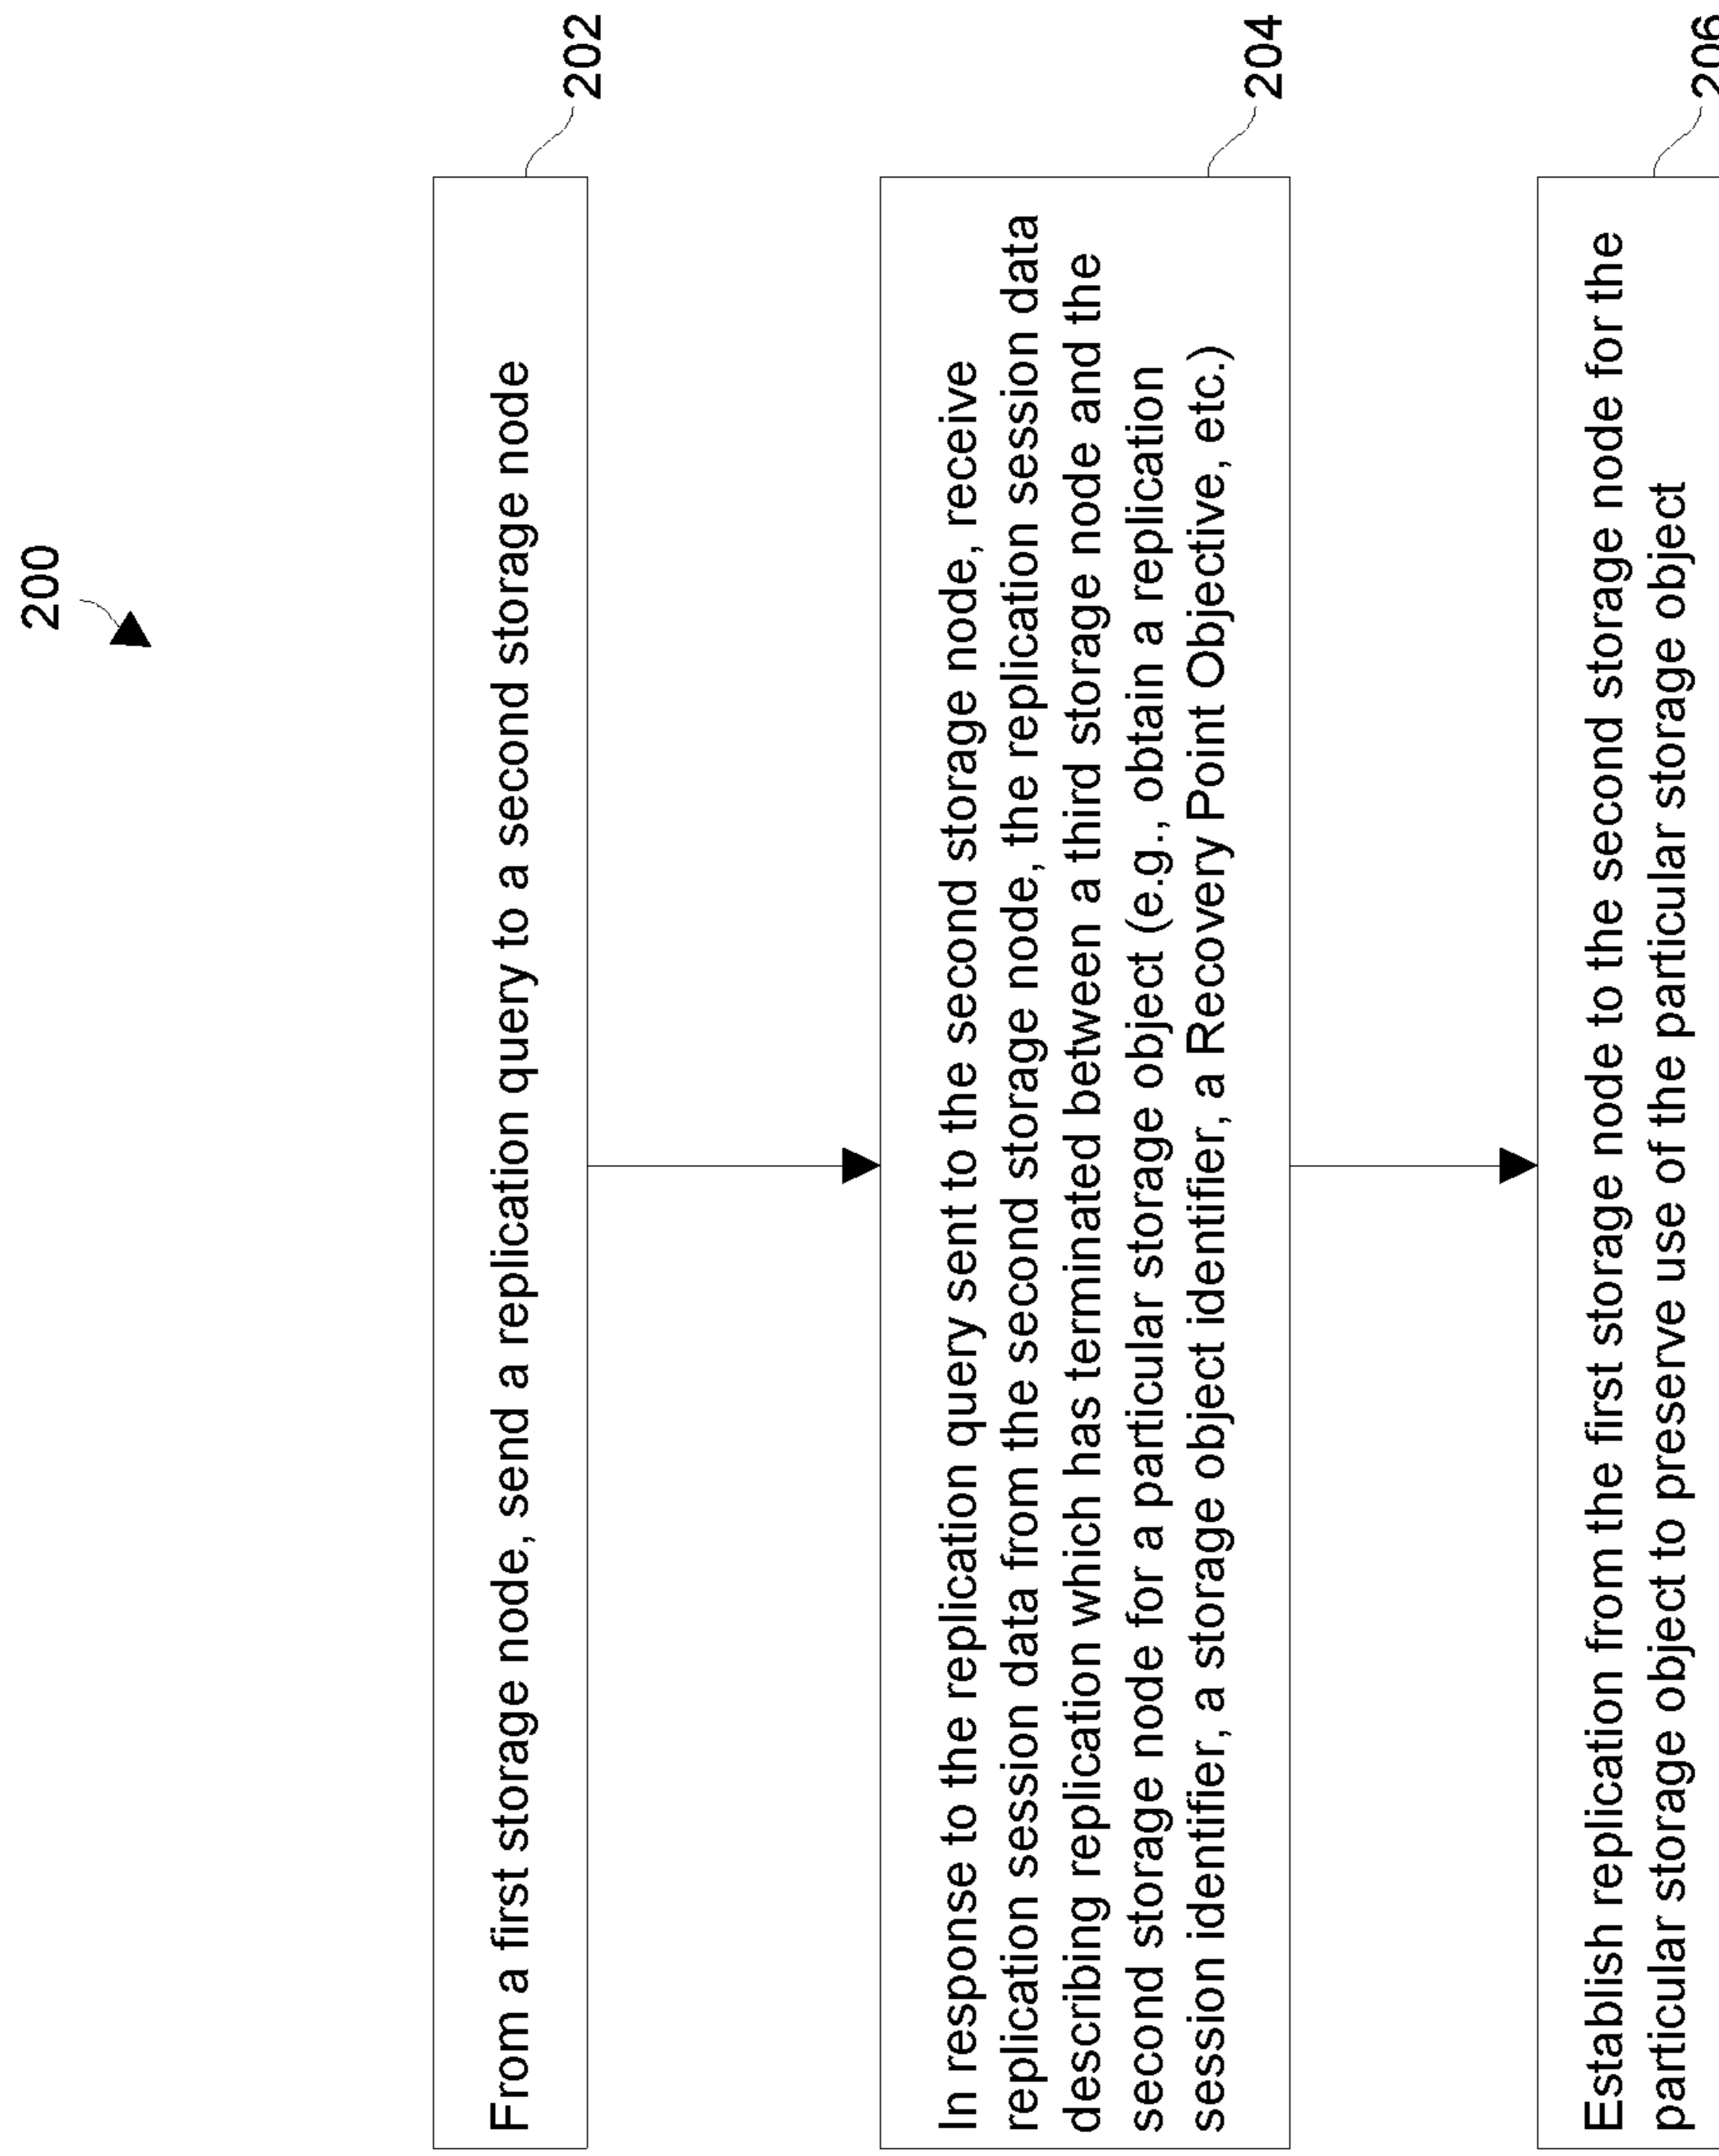 200
202
From a first storage node, send a replication query to a second storage node
204
In response to the replication query sent to the second storage node, receive
replication session data from the second storage node, the replication session data
describing replication which has terminated between a third storage node and the
second storage node for a particular storage object (e.g., obtain a replication
session identifier, a storage object identifier, a Recovery Point Objective, etc.)
206
Establish replication from the first storage node to the second storage node for the
particular storage object to preserve use of the particular storage object